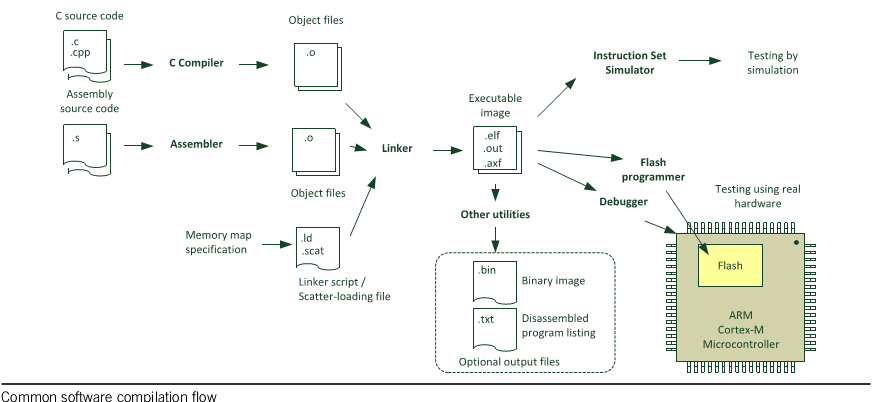 C source code
.c
.cpp
C Compiler
Object files
.o
Assembly
source code
.s
Assembler
.o
Object files
Linker
Memory map
specification
.ld
.scat
Linker script /
Scatter-loading file
Executable
image
.elf
.out
.axf
Other utilities
.bin
Binary image
.txt
Disassembled
program listing
Optional output files
Instruction Set
Simulator
Testing by
simulation
Flash
programmer
Debugger
Testing using real
hardware
Flash
ARM
Cortex-M
Microcontroller
Common software compilation flow